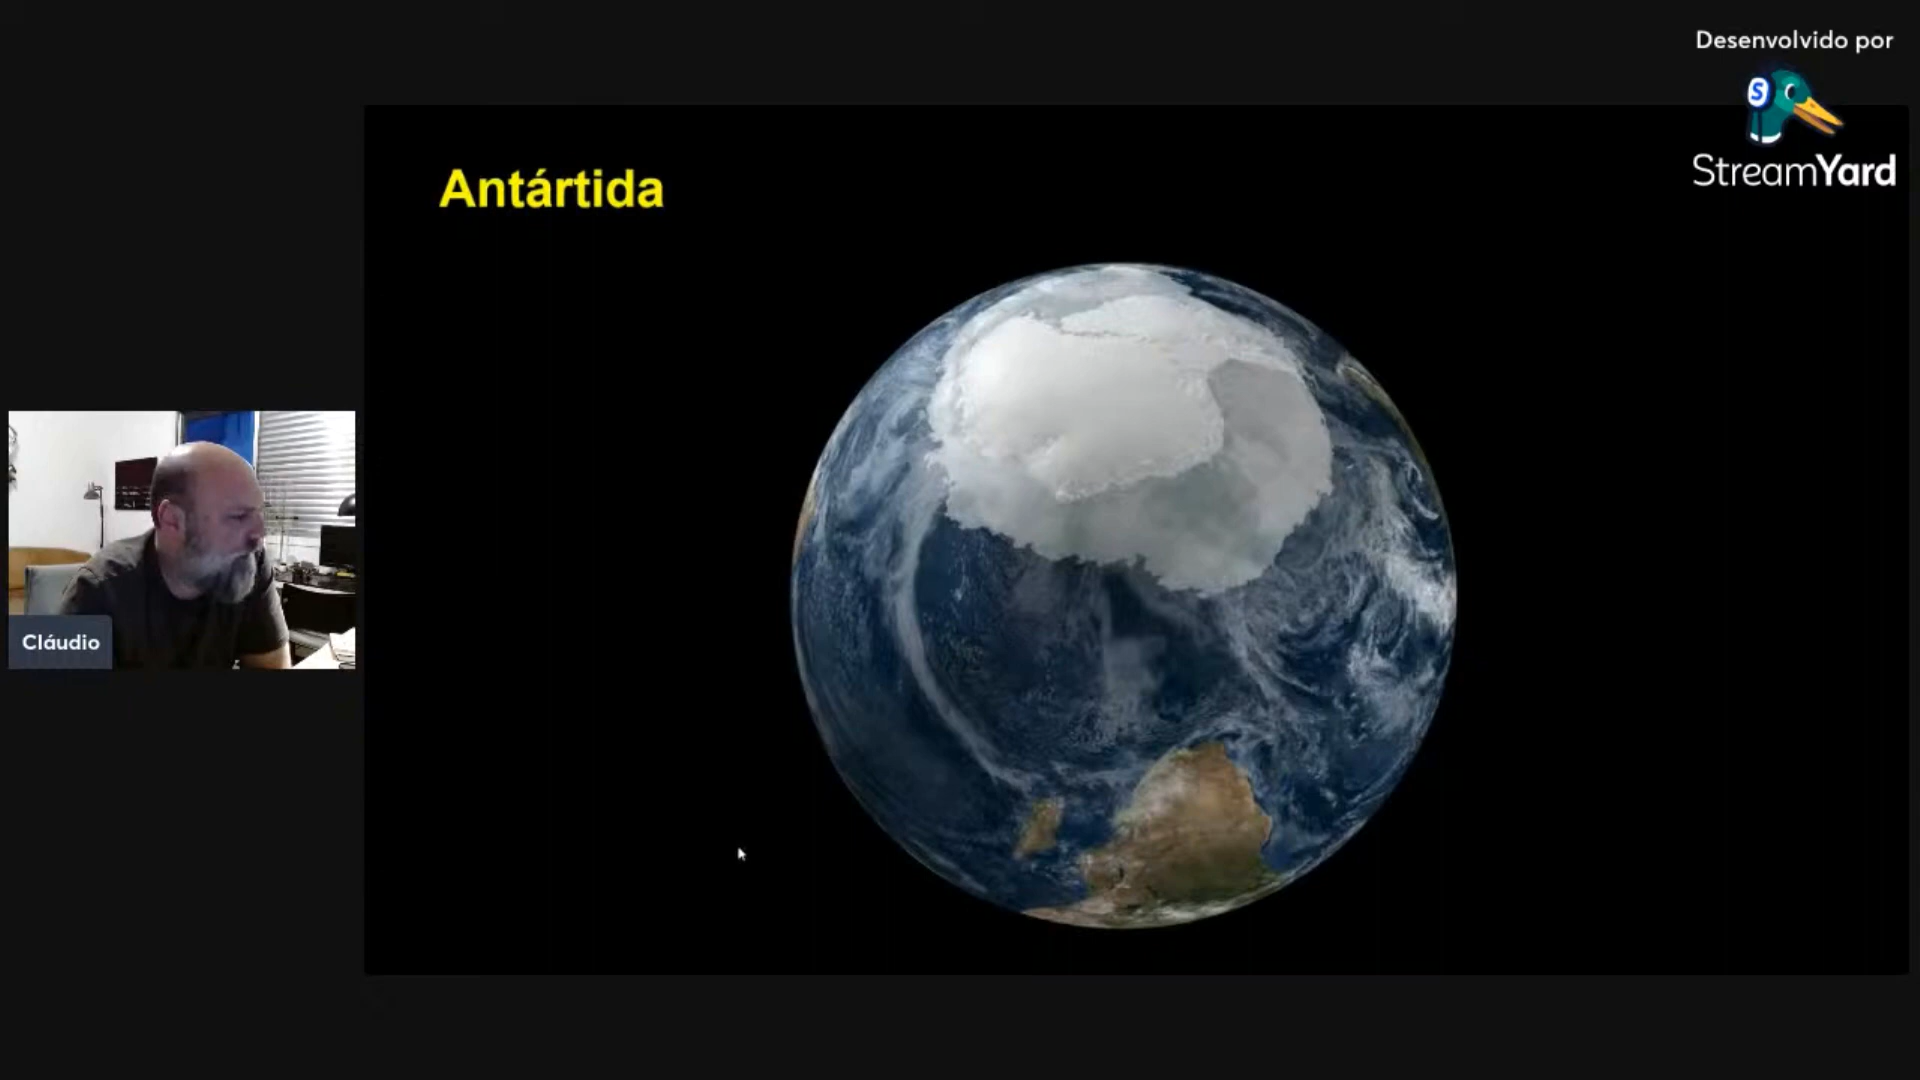 Desenvolvido por
S
StreamYard
Antártida
Cláudio